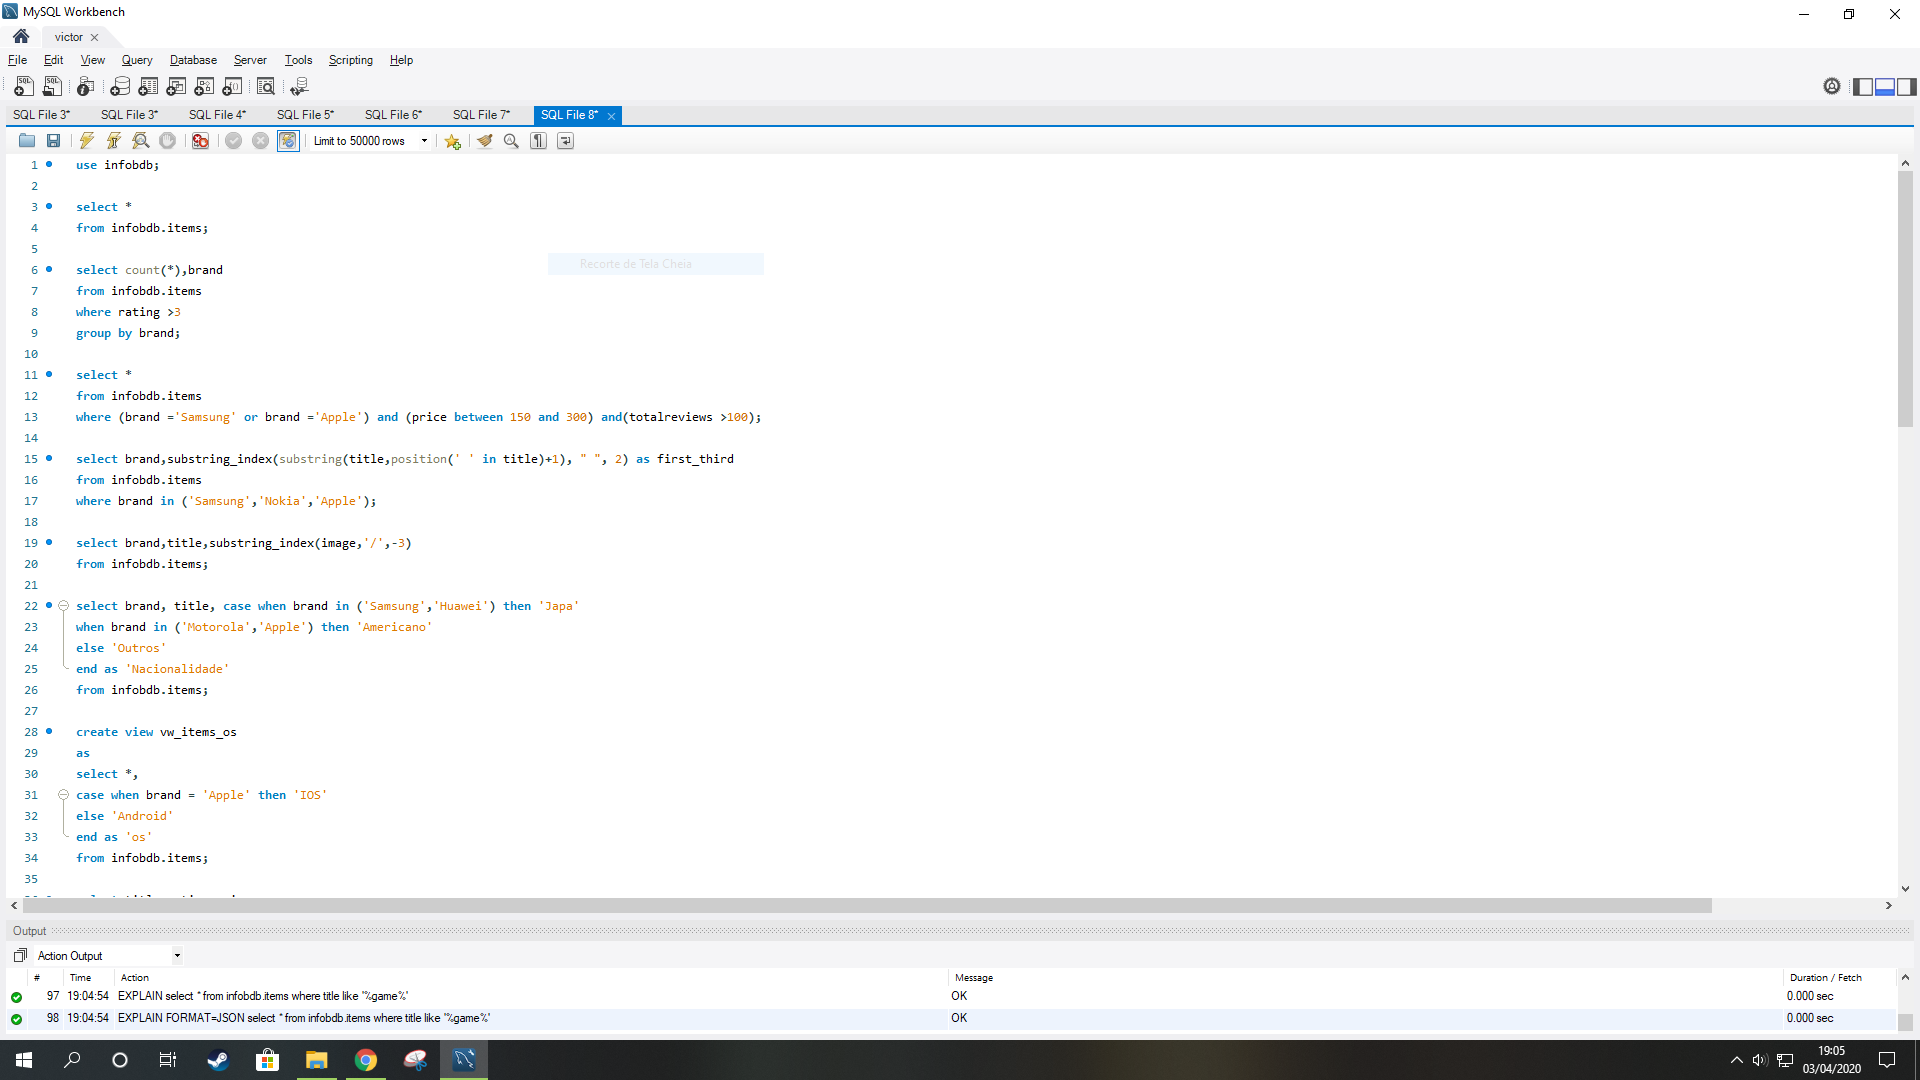 MySQL Workbench
victor
File Edit View Query Database Server Tools Scripting Help
SQL File 3* SQL File 3* SQL File 4* SQL File 5* SQL File 6* SQL File 7* SQL File 8*
Limit to 50000 rows
1 use infobdb;
2
3 select *
4 from infobdb.items;
5
Recorte de Tela Cheia
6 select count(*),brand
7 from infobdb.items
8 where rating >3
9 group by brand;
10
11 select *
12 from infobdb.items
13 where (brand ='Samsung' or brand ='Apple') and (price between 150 and 300) and(totalreviews >100);
14
15 select brand,substring_index(substring(title,position(' ' in title)+1), " ", 2) as first_third
16 from infobdb.items
17 where brand in ('Samsung','Nokia','Apple');
18
19 select brand,title,substring_index(image,'/',-3)
20 from infobdb.items;
21
22 select brand, title, case when brand in ('Samsung','Huawei') then 'Japa'
23 when brand in ('Motorola','Apple') then 'Americano'
24 else 'Outros'
25 end as 'Nacionalidade'
26 from infobdb.items;
27
28 create view vw_items_os
29 as
30 select *,
31 case when brand = 'Apple' then 'IOS'
32 else 'Android'
33 end as 'os'
34 from infobdb.items;
35
Output
Action Output
# Time Action Message Duration / Fetch
97 19:04:54 EXPLAIN select * from infobdb.items where title like '%game%' OK 0.000 sec
98 19:04:54 EXPLAIN FORMAT=JSON select * from infobdb.items where title like '%game%' OK 0.000 sec
19:05
03/04/2020